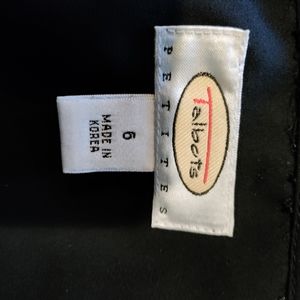 Talbots
PETITES
6
MADE IN
KOREA